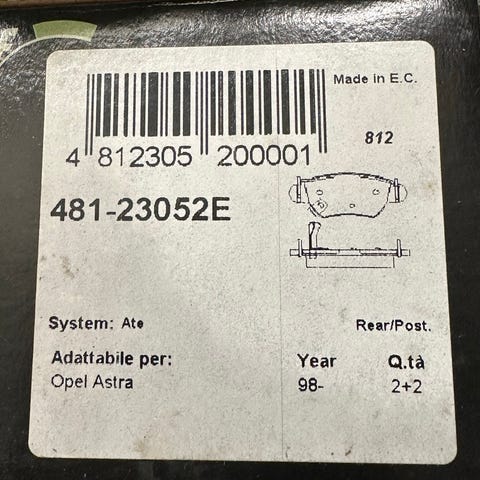 Made in E.C.
4 812305 200001
812
481-23052E
System: Ate
Rear/Post.
Adattabile per:
Year
Q.tà
Opel Astra
98-
2+2